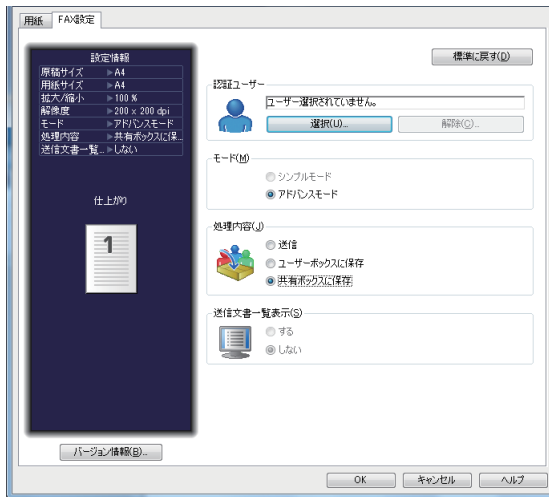 用紙 FAX設定
設定情報
原稿サイズ ▶A4
用紙サイズ ▶A4
拡大/縮小 ▶100 %
解像度 ▶200 x 200 dpi
モード ▶アドバンスモード
処理内容 ▶共有ボックスに保...
送信文書一覧... ▶しない
仕上がり
1
バージョン情報(B)...
標準に戻す(D)
認証ユーザー
ユーザー選択されていません。
選択(U)... 解除(C)...
モード(M)
シンプルモード
アドバンスモード
処理内容(J)
送信
ユーザーボックスに保存
共有ボックスに保存
送信文書一覧表示(S)
する
しない
OK キャンセル ヘルプ